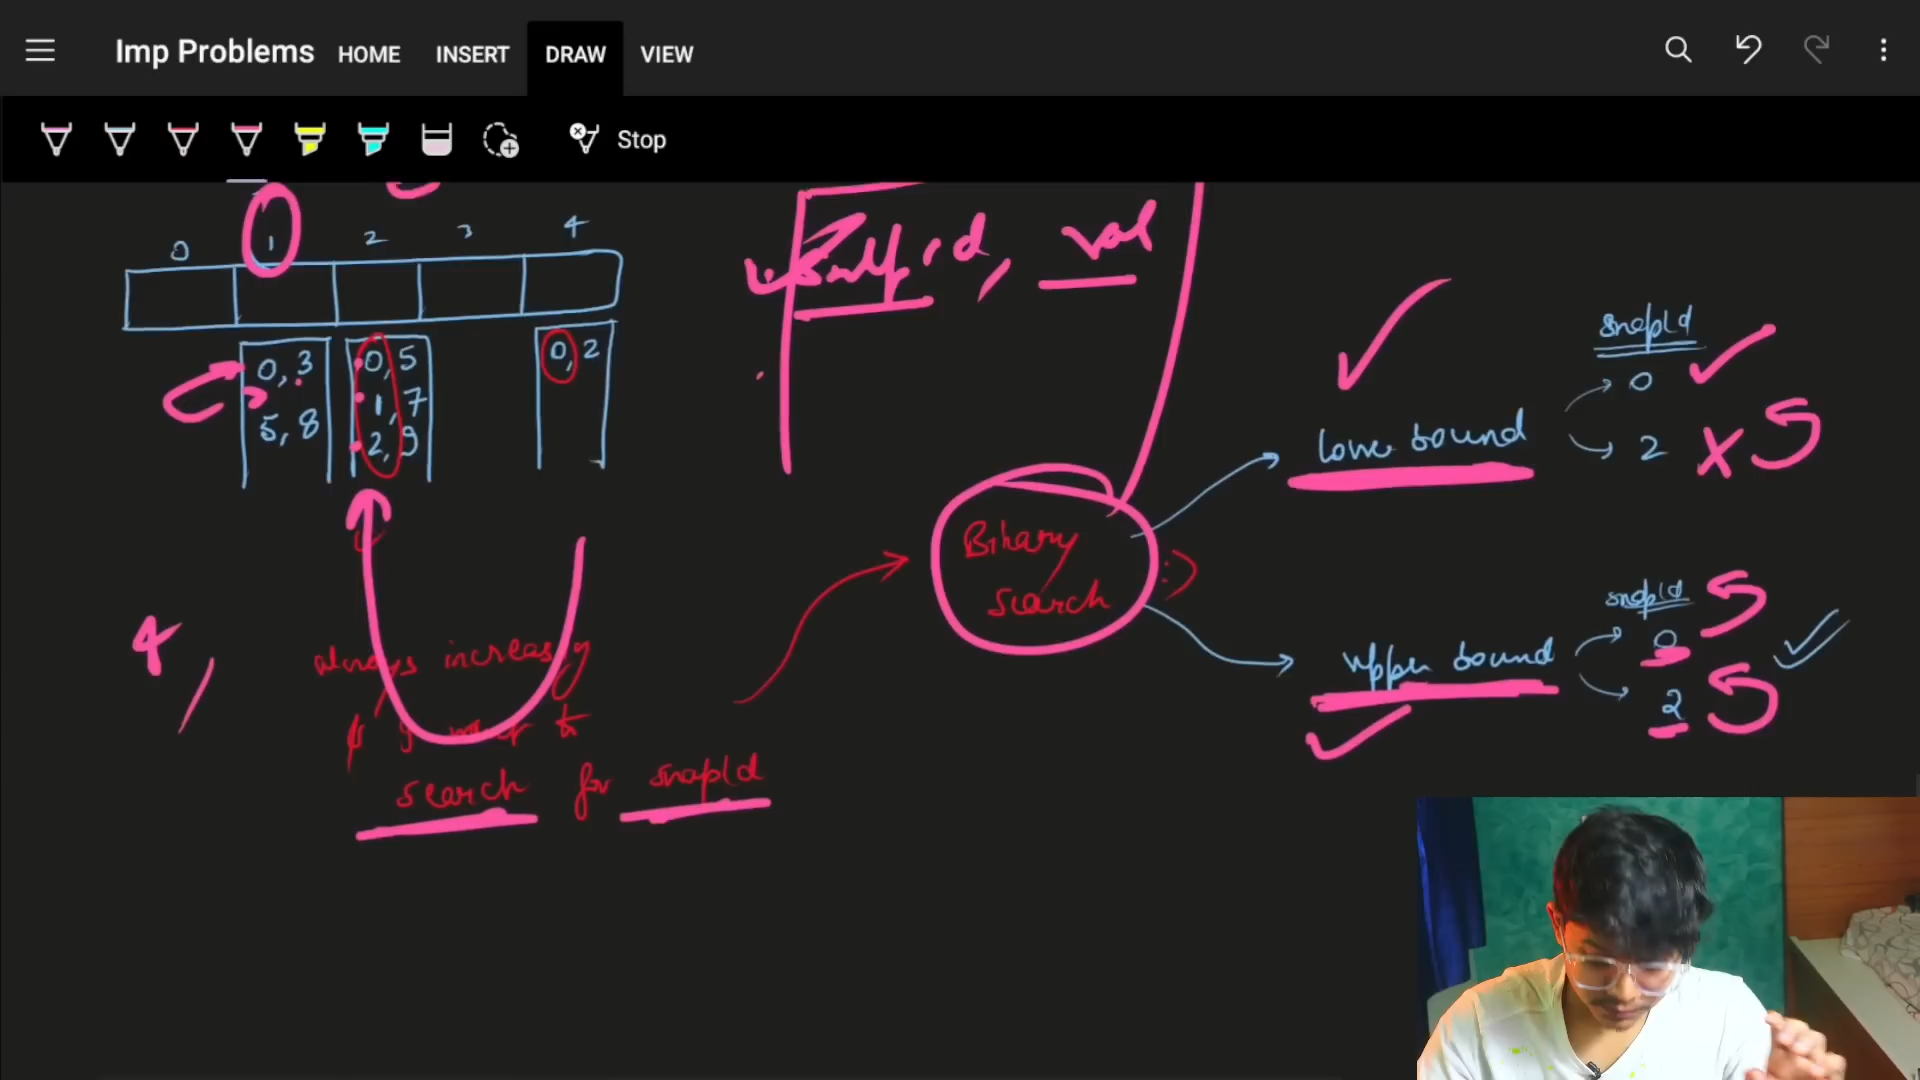 Imp Problems HOME INSERT DRAW VIEW
Stop
0 1 2 3 4
val
0, 3
5, 8
0, 5
1, 7
2, 9
0, 2
snapId
0
2
lower bound
Binary
search
:)
snapId
0
2
upper bound
4,
always increasing
search for snapId